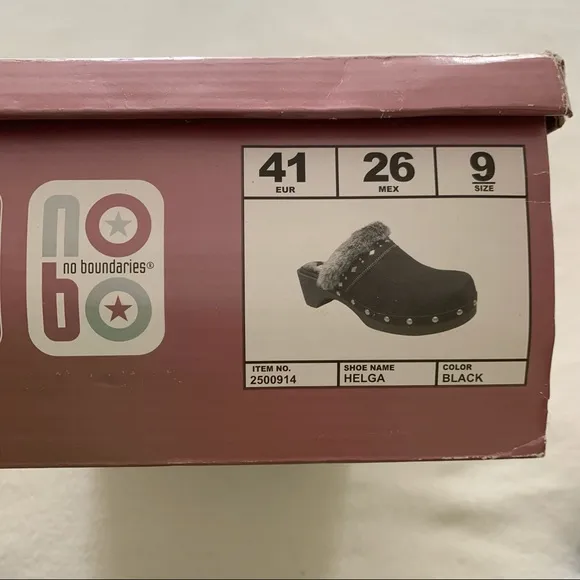 no
no boundaries®
bo
41 26 9
EUR MEX SIZE
ITEM NO. SHOE NAME COLOR
2500914 HELGA BLACK